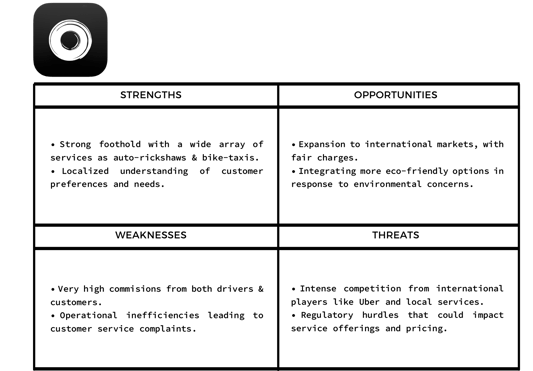 STRENGTHS
OPPORTUNITIES
• Strong foothold with a wide array of
services as auto-rickshaws & bike-taxis.
• Localized understanding of customer
preferences and needs.
• Expansion to international markets, with
fair charges.
• Integrating more eco-friendly options in
response to environmental concerns.
WEAKNESSES
THREATS
• Very high commisions from both drivers &
customers.
• Operational inefficiencies leading to
customer service complaints.
• Intense competition from international
players like Uber and local services.
• Regulatory hurdles that could impact
service offerings and pricing.